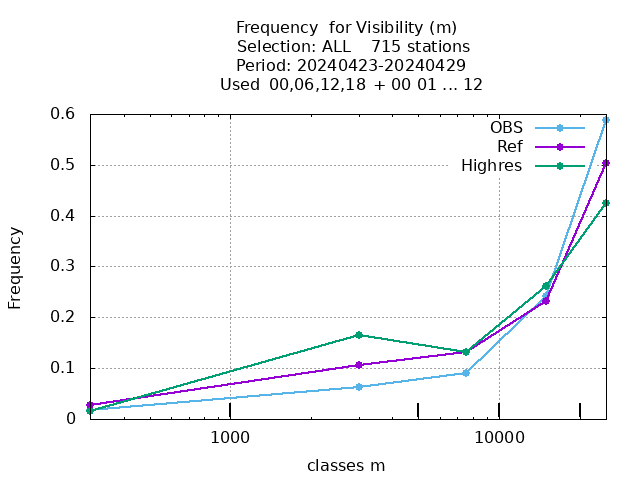 Frequency  for Visibility (m)
Selection: ALL    715 stations
Period: 20240423-20240429
Used  00,06,12,18  + 00 01 ... 12
OBS
Ref
Highres
Frequency
0.6
0.5
0.4
0.3
0.2
0.1
0
1000
10000
classes m